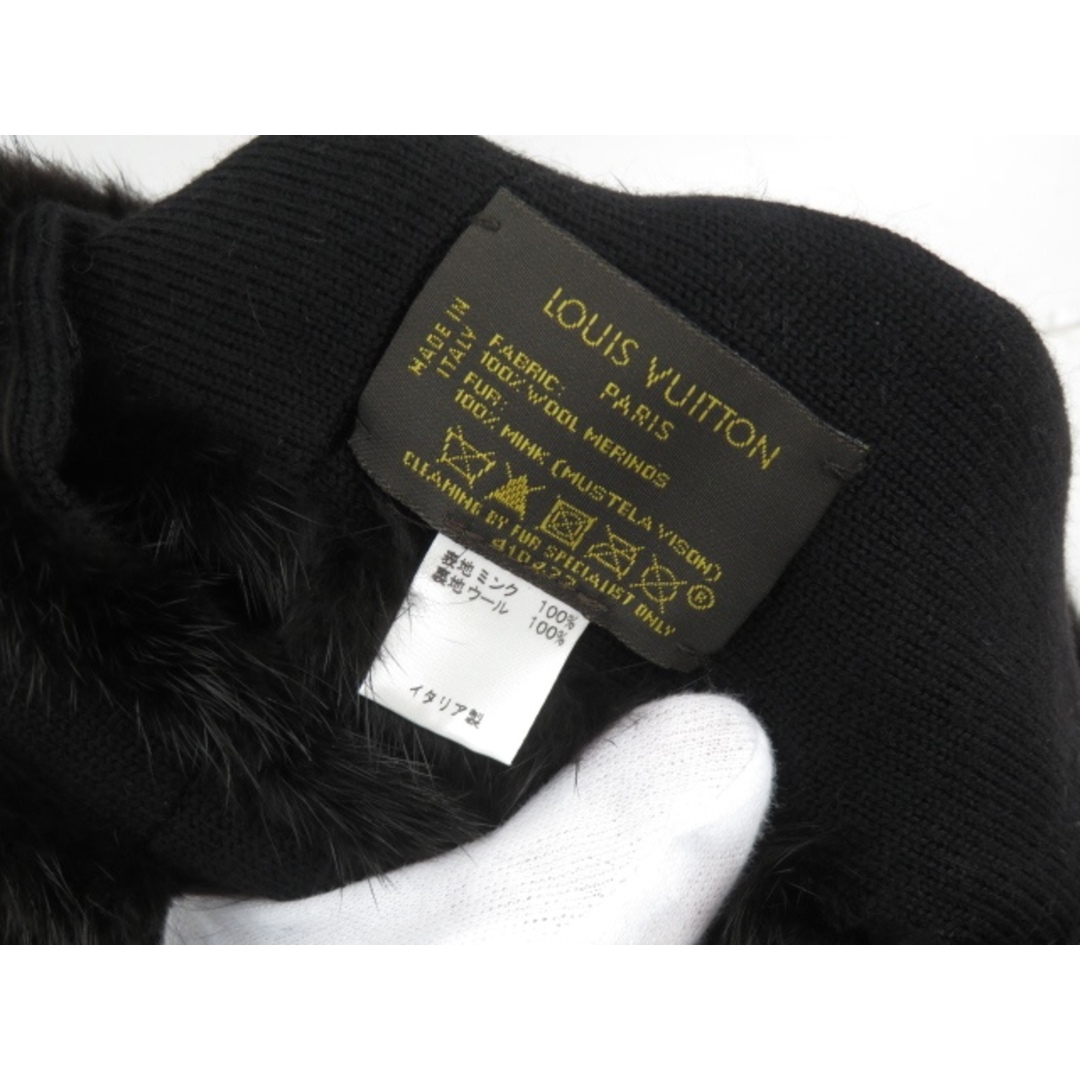 LOUIS VUITTON
PARIS
MADE IN
ITALY
FABRIC:
100% WOOL MERINOS
FUR:
100% MINK (MUSTELA VISON)
CLEANING BY FUR SPECIALIST ONLY
表地 ミンク 100%
裏地 ウール 100%
イタリア製